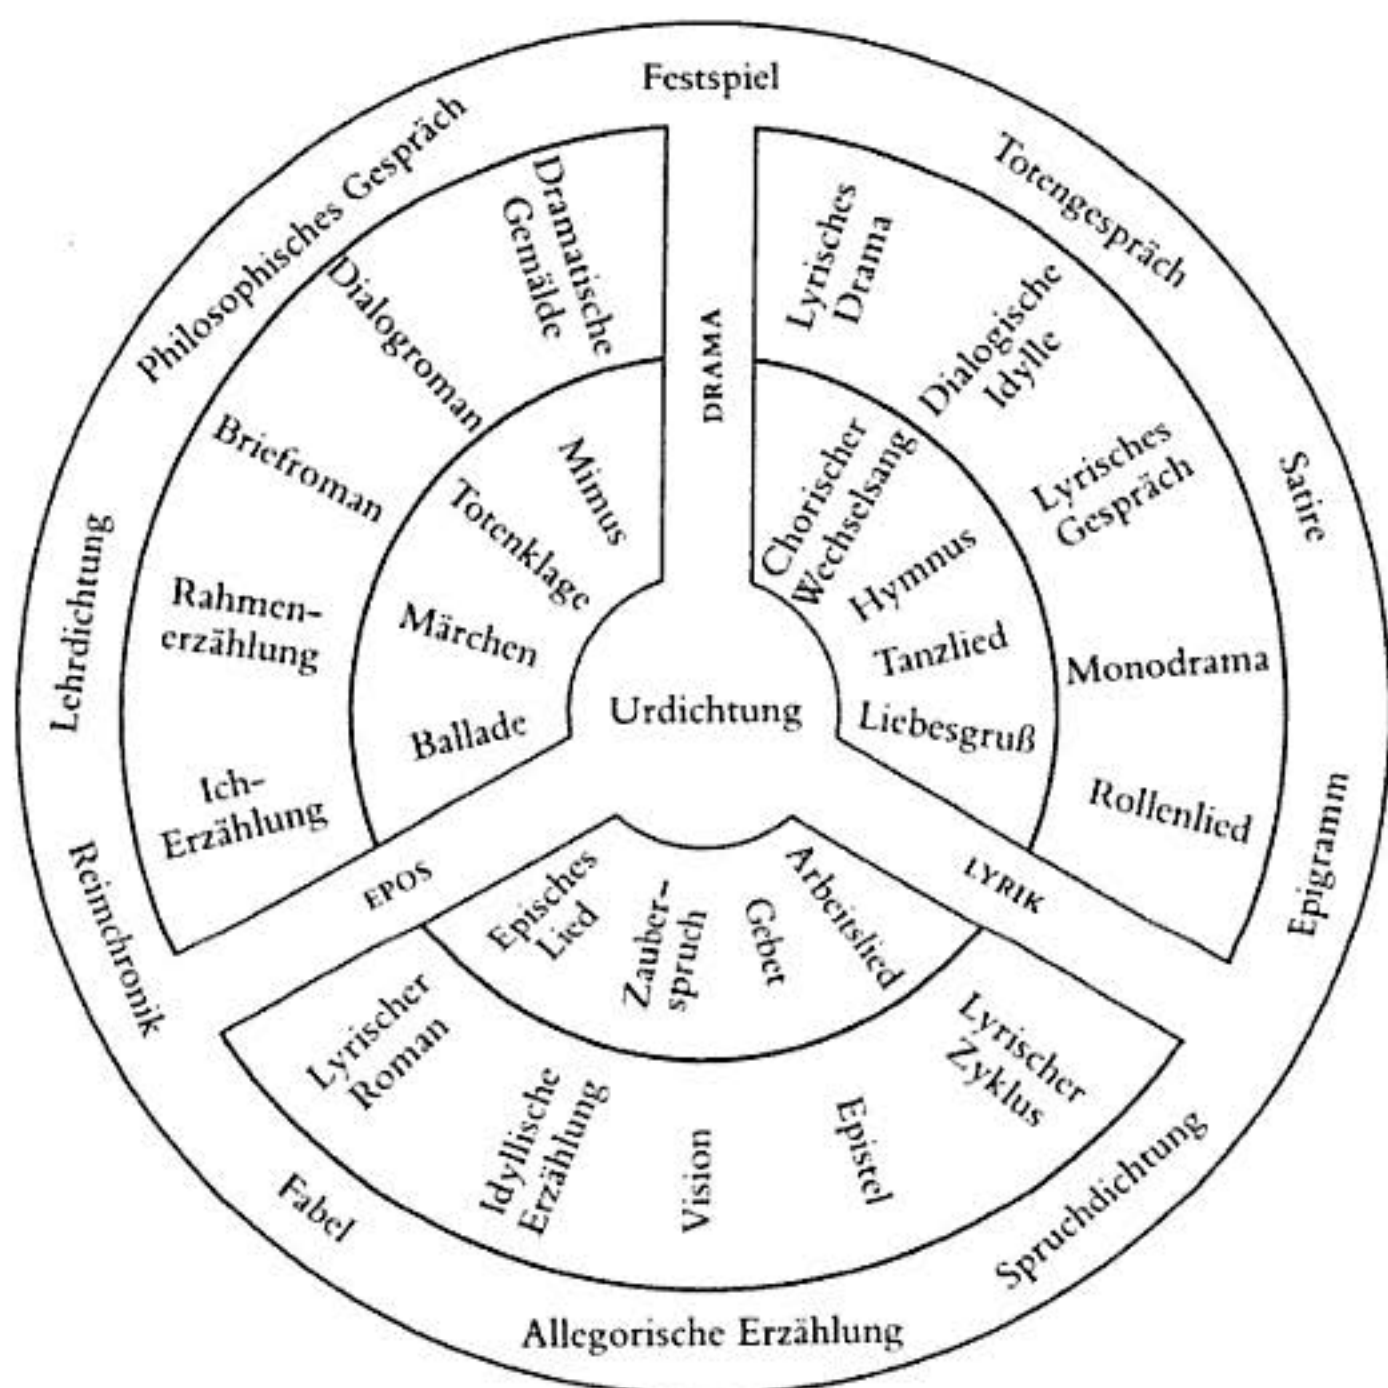 Festspiel
Totengespräch
Satire
Epigramm
Spruchdichtung
Allegorische Erzählung
Fabel
Reimchronik
Lehrdichtung
Philosophisches Gespräch
DRAMA
LYRIK
EPOS
Lyrisches
Drama
Dialogische
Idylle
Lyrisches
Gespräch
Monodrama
Rollenlied
Lyrischer
Zyklus
Epistel
Vision
Idyllische
Erzählung
Lyrischer
Roman
Ich-
Erzählung
Rahmen-
erzählung
Briefroman
Dialogroman
Dramatische
Gemälde
Chorischer
Wechselsang
Hymnus
Tanzlied
Liebesgruß
Arbeitslied
Gebet
Zauber-
spruch
Episches
Lied
Ballade
Märchen
Totenklage
Mimus
Urdichtung